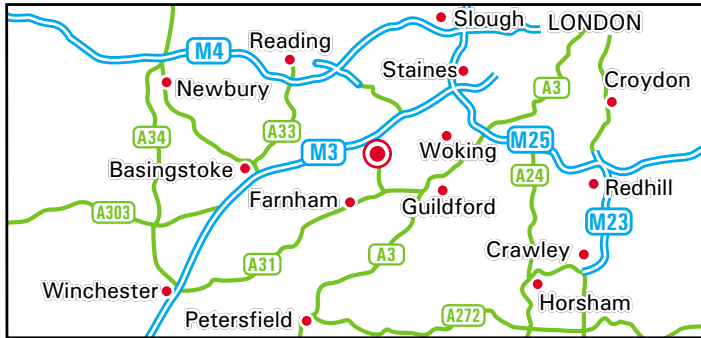 Slough
LONDON
M4
Reading
Staines
Newbury
A3
Croydon
A34
A33
M3
Woking
M25
Basingstoke
A24
Redhill
A303
Farnham
Guildford
M23
A31
A3
Crawley
Winchester
Horsham
Petersfield
A272